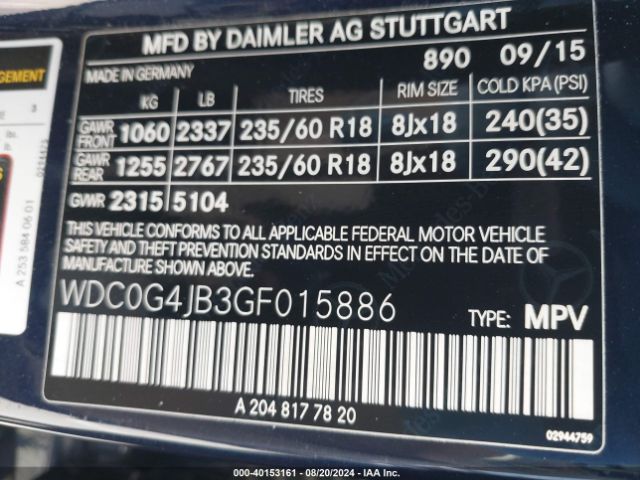 MFD BY DAIMLER AG STUTTGART
MADE IN GERMANY 890 09/15
KG LB TIRES RIM SIZE COLD KPA (PSI)
GAWR FRONT 1060 2337 235/60 R18 8Jx18 240(35)
GAWR REAR 1255 2767 235/60 R18 8Jx18 290(42)
GVWR 2315 5104
THIS VEHICLE CONFORMS TO ALL APPLICABLE FEDERAL MOTOR VEHICLE
SAFETY AND THEFT PREVENTION STANDARDS IN EFFECT ON THE DATE OF
MANUFACTURE SHOWN ABOVE.
WDC0G4JB3GF015886
TYPE: MPV
A 204 817 78 20
02944759
A 253 584 06 01
000-40153161 - 08/20/2024 - IAA Inc.